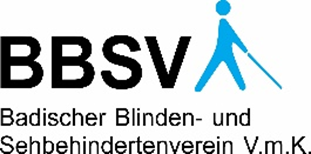 BBSV
Badischer Blinden- und
Sehbehindertenverein V.m.K.